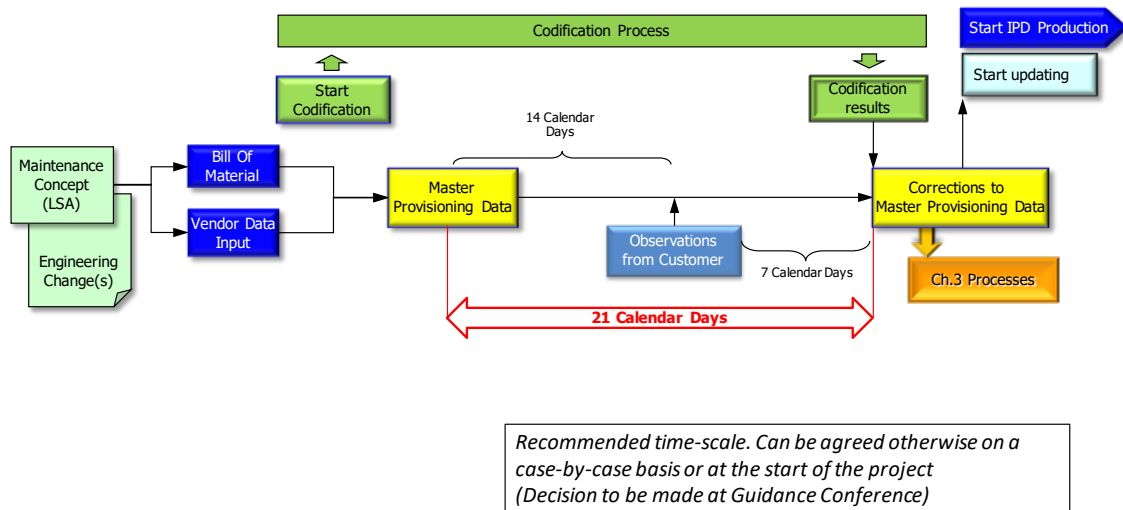 Codification Process
Start IPD Production
Start updating
Start
Codification
Codification
results
14 Calendar
Days
Maintenance
Concept
(LSA)
Engineering
Change(s)
Bill Of
Material
Vendor Data
Input
Master
Provisioning Data
Observations
from Customer
7 Calendar Days
Corrections to
Master Provisioning Data
Ch.3 Processes
21 Calendar Days
Recommended time-scale. Can be agreed otherwise on a
case-by-case basis or at the start of the project
(Decision to be made at Guidance Conference)